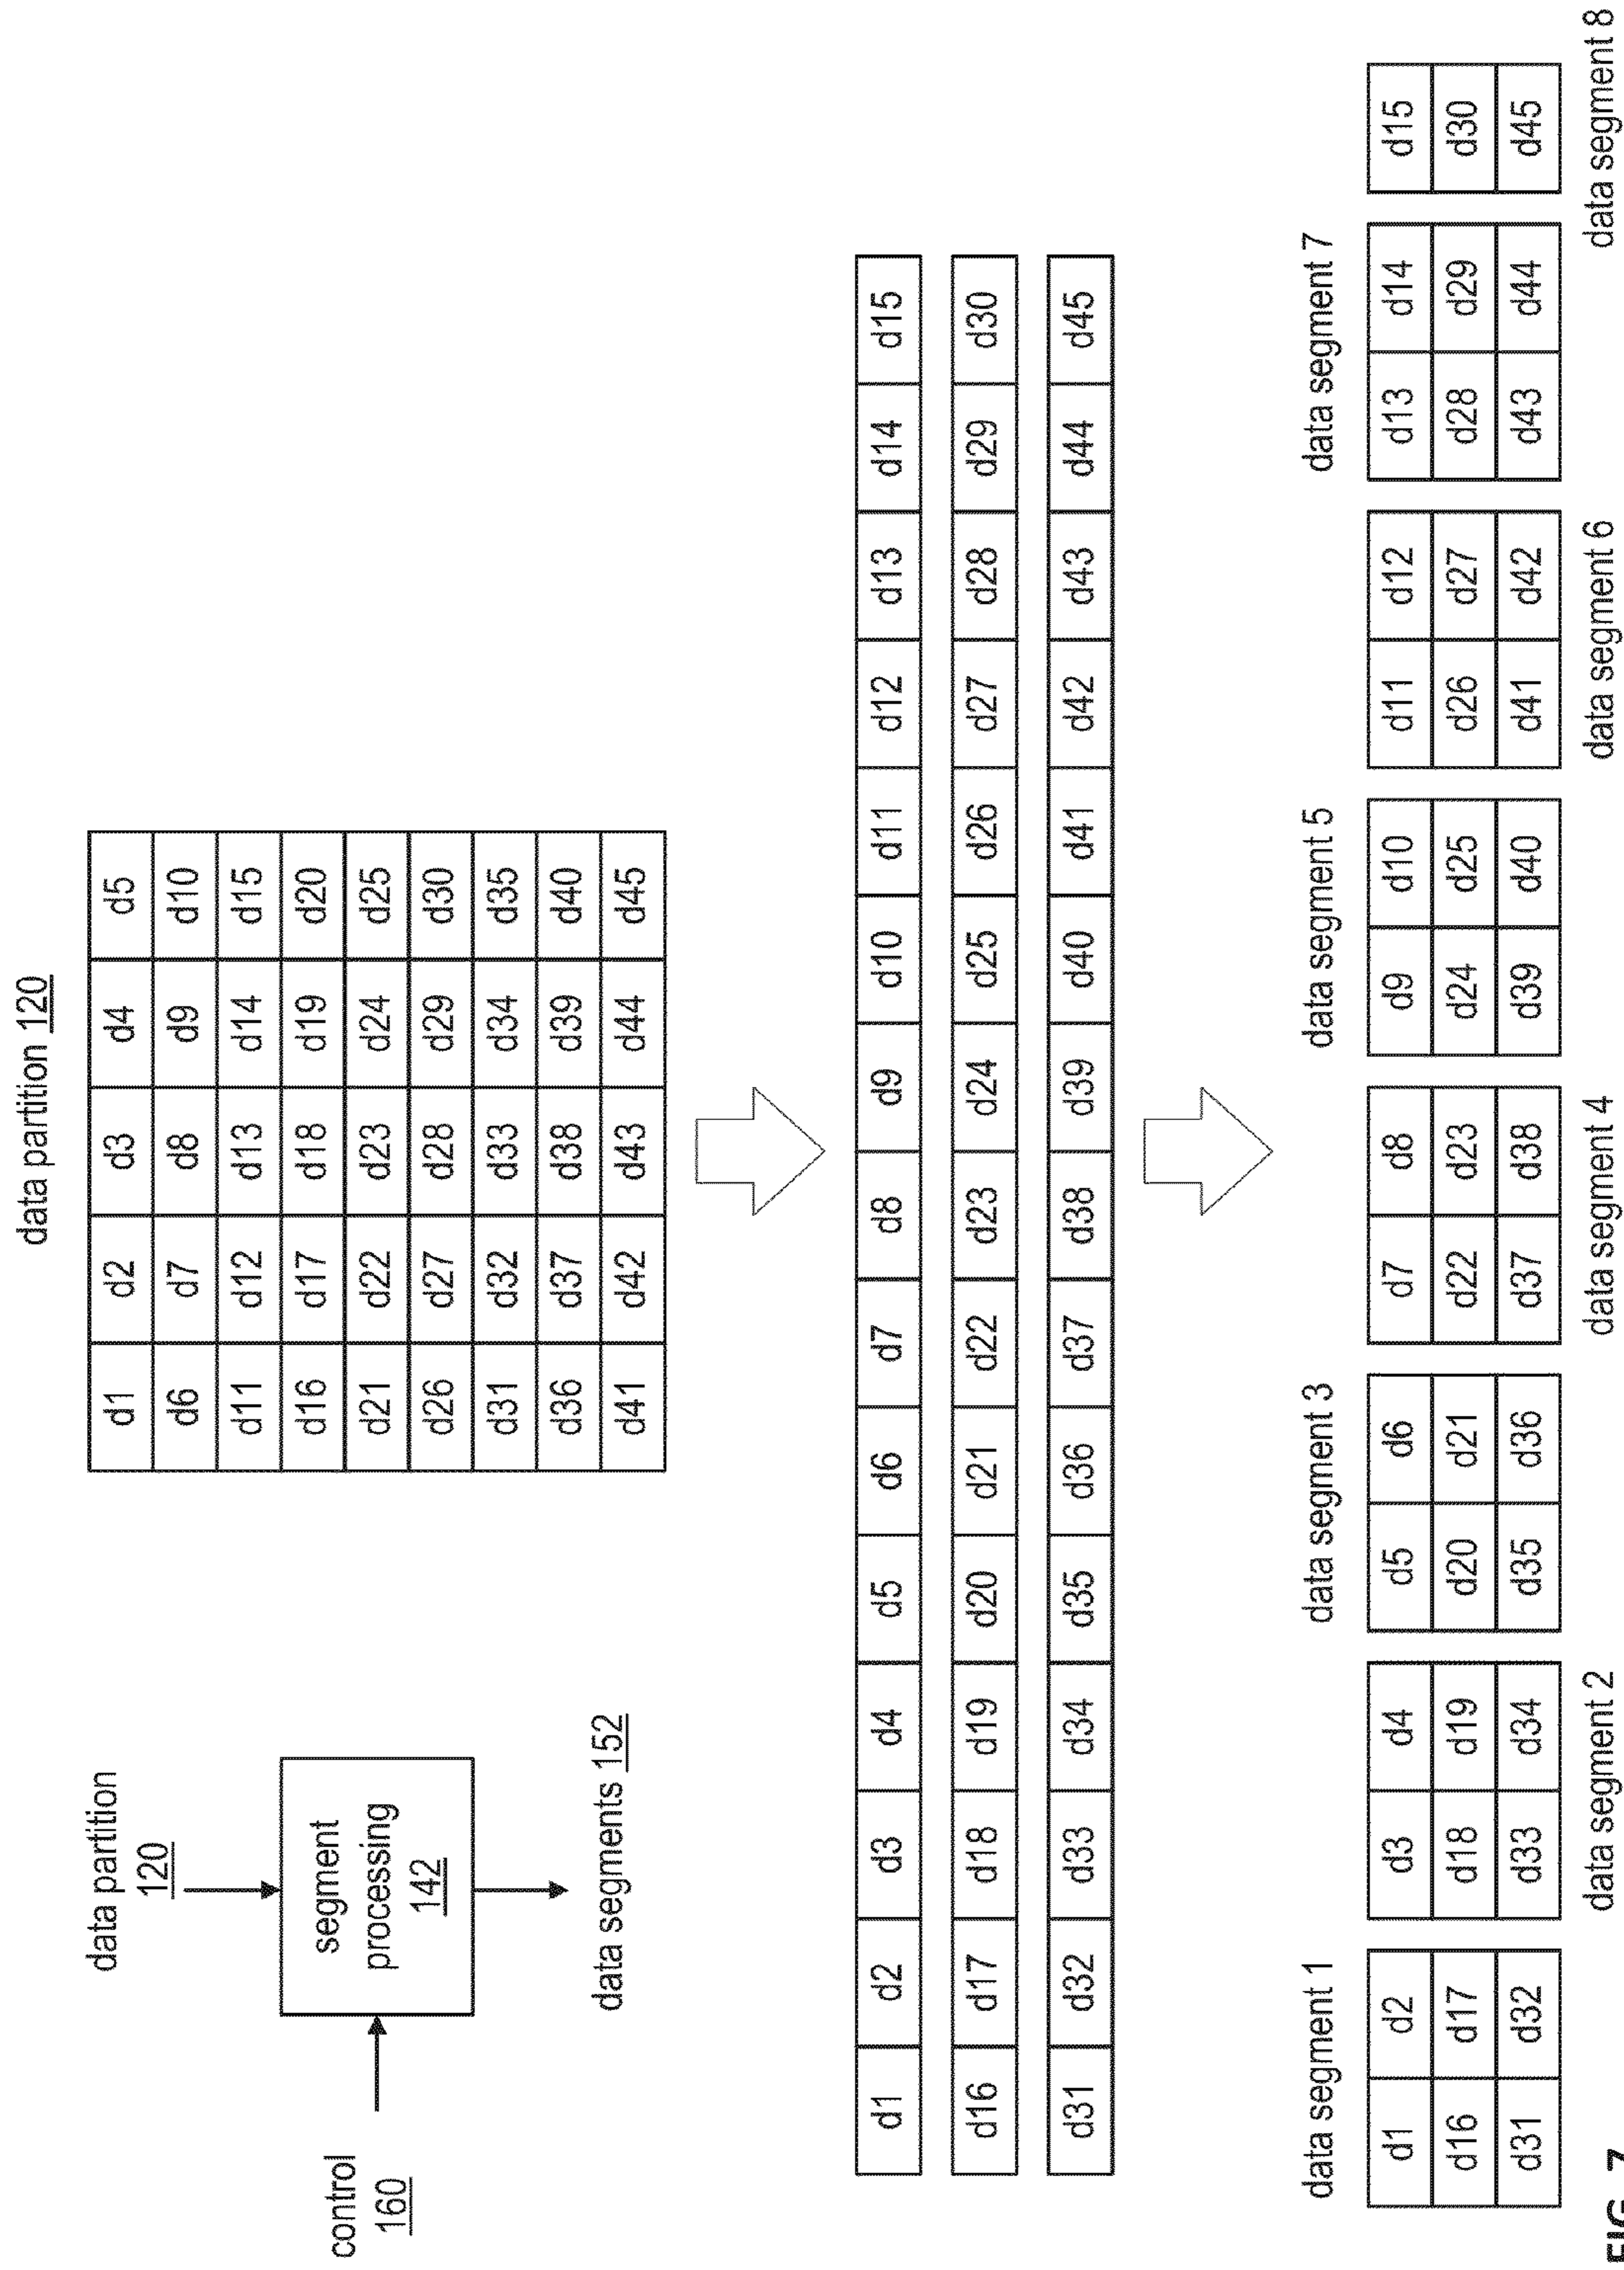 data partition
120
control
160
segment
processing
142
data segments 152
data partition 120
d1 d2 d3 d4 d5
d6 d7 d8 d9 d10
d11 d12 d13 d14 d15
d16 d17 d18 d19 d20
d21 d22 d23 d24 d25
d26 d27 d28 d29 d30
d31 d32 d33 d34 d35
d36 d37 d38 d39 d40
d41 d42 d43 d44 d45
d1 d2 d3 d4 d5 d6 d7 d8 d9 d10 d11 d12 d13 d14 d15
d16 d17 d18 d19 d20 d21 d22 d23 d24 d25 d26 d27 d28 d29 d30
d31 d32 d33 d34 d35 d36 d37 d38 d39 d40 d41 d42 d43 d44 d45
data segment 1 data segment 3 data segment 5 data segment 7
d1 d2 d3 d4 d5 d6 d7 d8 d9 d10 d11 d12 d13 d14 d15
d16 d17 d18 d19 d20 d21 d22 d23 d24 d25 d26 d27 d28 d29 d30
d31 d32 d33 d34 d35 d36 d37 d38 d39 d40 d41 d42 d43 d44 d45
data segment 2 data segment 4 data segment 6 data segment 8
FIG. 7